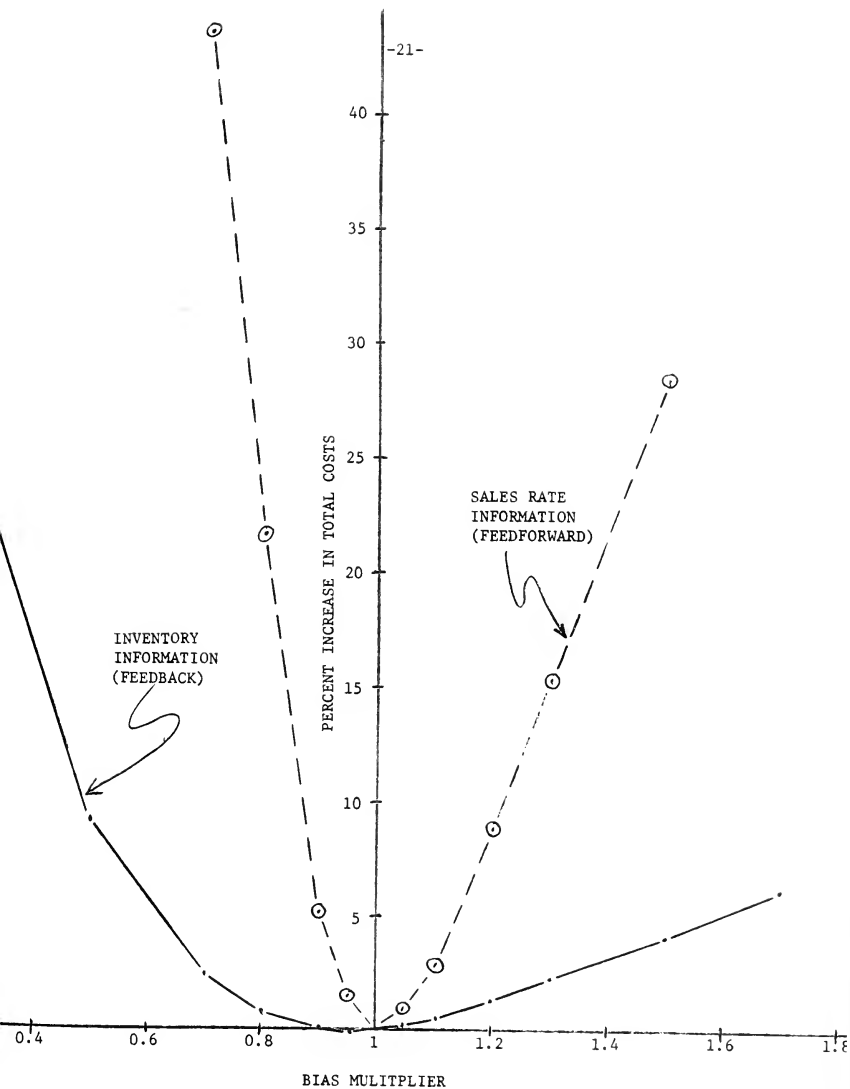 -21-
40
35
30
25
20
15
10
5
PERCENT INCREASE IN TOTAL COSTS
SALES RATE
INFORMATION
(FEEDFORWARD)
INVENTORY
INFORMATION
(FEEDBACK)
0.4 0.6 0.8 1 1.2 1.4 1.6 1.8
BIAS MULITPLIER